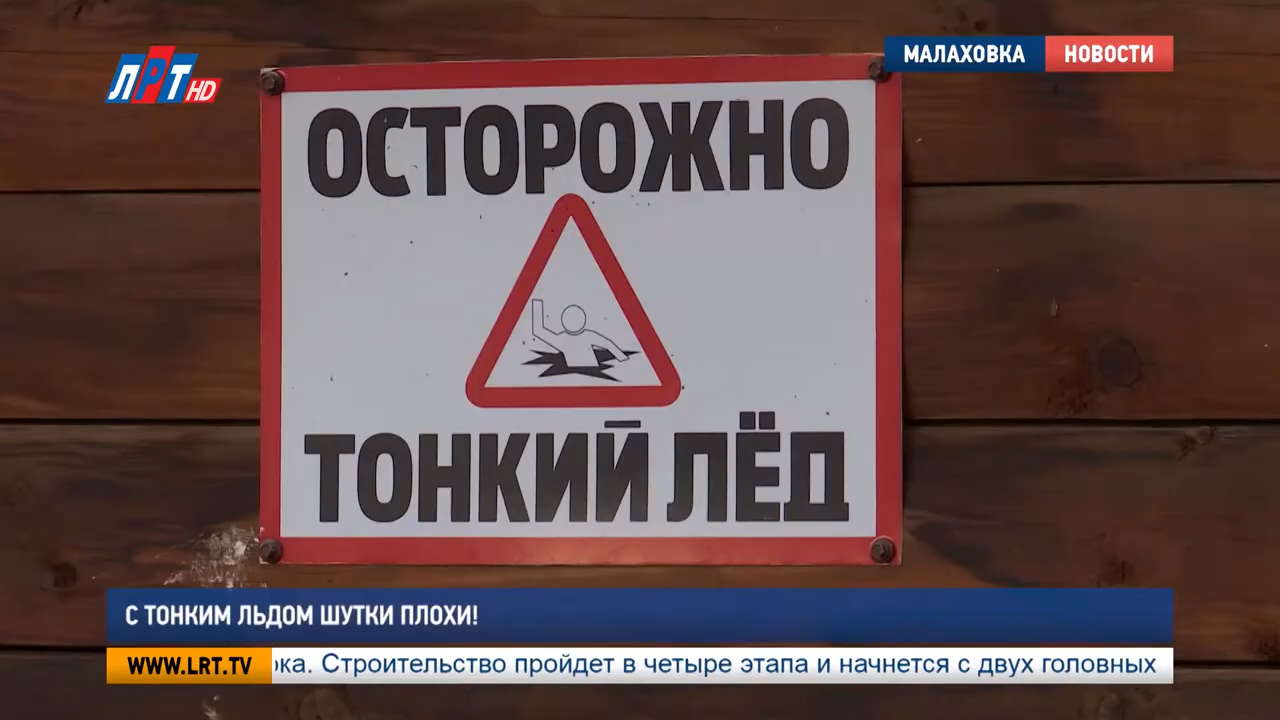 ЛРТ HD
МАЛАХОВКА НОВОСТИ
ОСТОРОЖНО
ТОНКИЙ ЛЁД
С ТОНКИМ ЛЬДОМ ШУТКИ ПЛОХИ!
WWW.LRT.TV Строительство пройдет в четыре этапа и начнется с двух головных